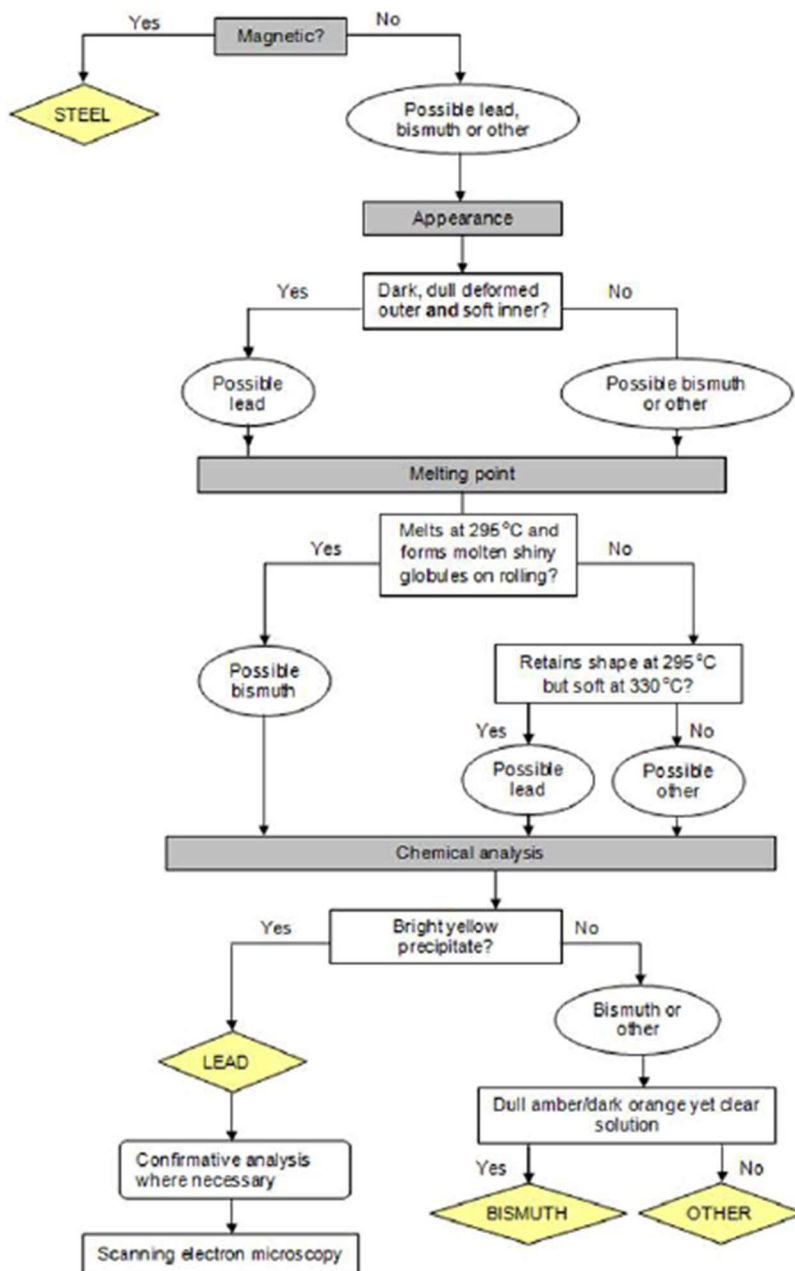 Yes
Magnetic?
No
STEEL
Possible lead,
bismuth or other
Appearance
Yes
Dark, dull deformed
outer and soft inner?
No
Possible
lead
Possible bismuth
or other
Melting point
Yes
Melts at 295°C and
forms molten shiny
globules on rolling?
No
Possible
bismuth
Retains shape at 295°C
but soft at 330°C?
Yes
No
Possible
lead
Possible
other
Chemical analysis
Yes
Bright yellow
precipitate?
No
Bismuth or
other
LEAD
Dull amber/dark orange yet clear
solution
Confirmative analysis
where necessary
Yes
No
BISMUTH
OTHER
Scanning electron microscopy